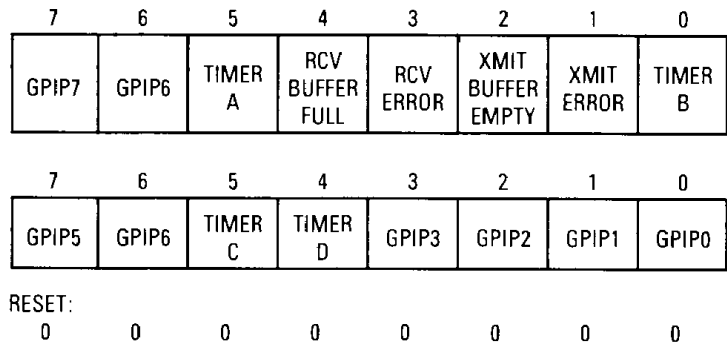 7 6 5 4 3 2 1 0
GPIP7 GPIP6 TIMER A RCV BUFFER FULL RCV ERROR XMIT BUFFER EMPTY XMIT ERROR TIMER B
7 6 5 4 3 2 1 0
GPIP5 GPIP6 TIMER C TIMER D GPIP3 GPIP2 GPIP1 GPIP0
RESET:
0 0 0 0 0 0 0 0